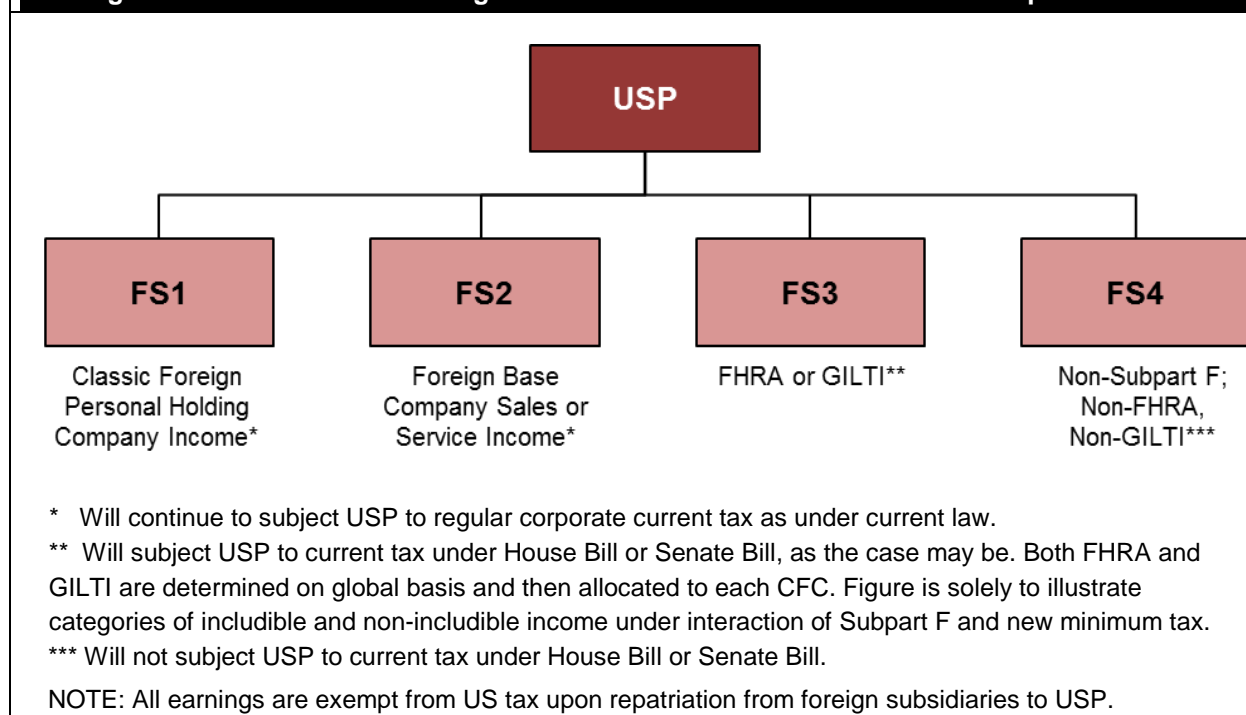 USP
FS1
FS2
FS3
FS4
Classic Foreign
Personal Holding
Company Income*
Foreign Base
Company Sales or
Service Income*
FHRA or GILTI**
Non-Subpart F;
Non-FHRA,
Non-GILTI***
* Will continue to subject USP to regular corporate current tax as under current law.
** Will subject USP to current tax under House Bill or Senate Bill, as the case may be. Both FHRA and
GILTI are determined on global basis and then allocated to each CFC. Figure is solely to illustrate
categories of includible and non-includible income under interaction of Subpart F and new minimum tax.
*** Will not subject USP to current tax under House Bill or Senate Bill.
NOTE: All earnings are exempt from US tax upon repatriation from foreign subsidiaries to USP.